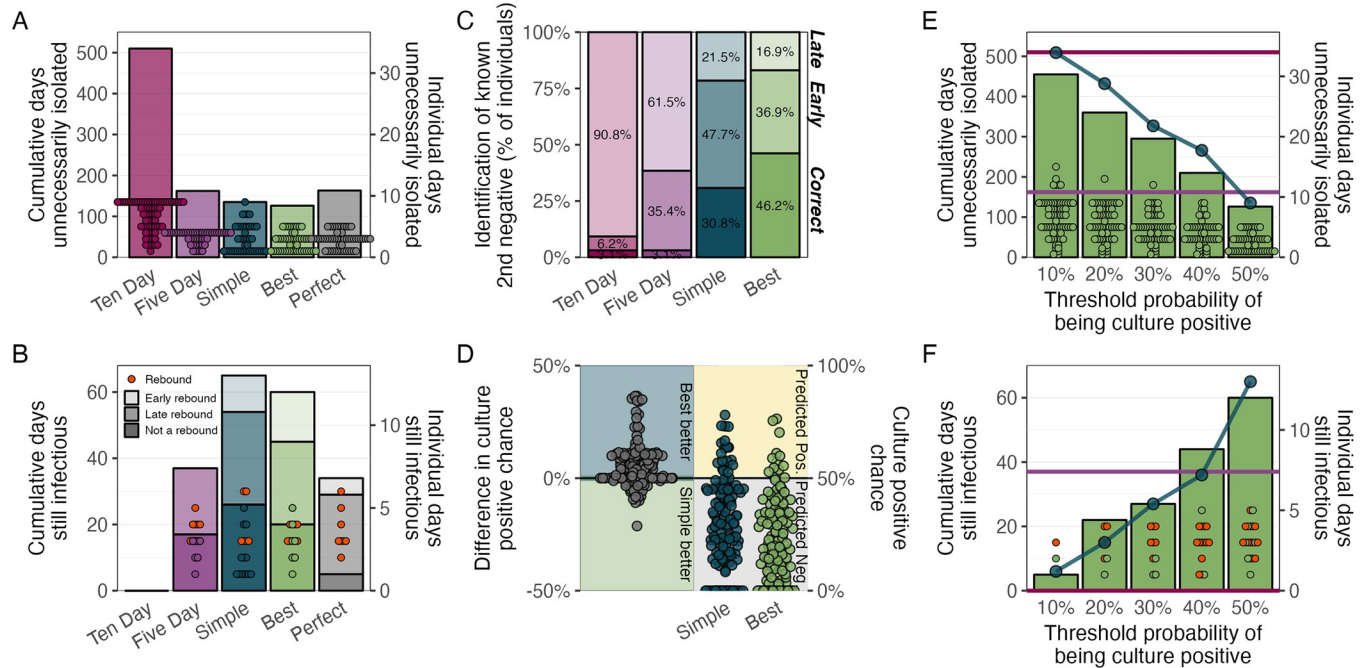 A
Cumulative days
unnecessarily isolated
500
400
300
200
100
0
30
20
10
0
Individual days
unnecessarily isolated
Ten Day
Five Day
Simple
Best
Perfect
B
Cumulative days
still infectious
60
40
20
0
Rebound
Early rebound
Late rebound
Not a rebound
10
5
0
Individual days
still infectious
Ten Day
Five Day
Simple
Best
Perfect
C
Identification of known
2nd negative (% of individuals)
100%
75%
50%
25%
0%
90.8%
6.2%
61.5%
35.4%
21.5%
47.7%
30.8%
16.9%
36.9%
46.2%
Late
Early
Correct
Ten Day
Five Day
Simple
Best
D
Difference in culture
positive chance
50%
0%
-50%
Best better
Simple better
Predicted Pos.
Predicted Neg.
100%
50%
0%
Culture positive
chance
Simple
Best
E
Cumulative days
unnecessarily isolated
500
400
300
200
100
0
30
20
10
0
Individual days
unnecessarily isolated
10%
20%
30%
40%
50%
Threshold probability of
being culture positive
F
Cumulative days
still infectious
60
40
20
0
10
5
0
Individual days
still infectious
10%
20%
30%
40%
50%
Threshold probability of
being culture positive